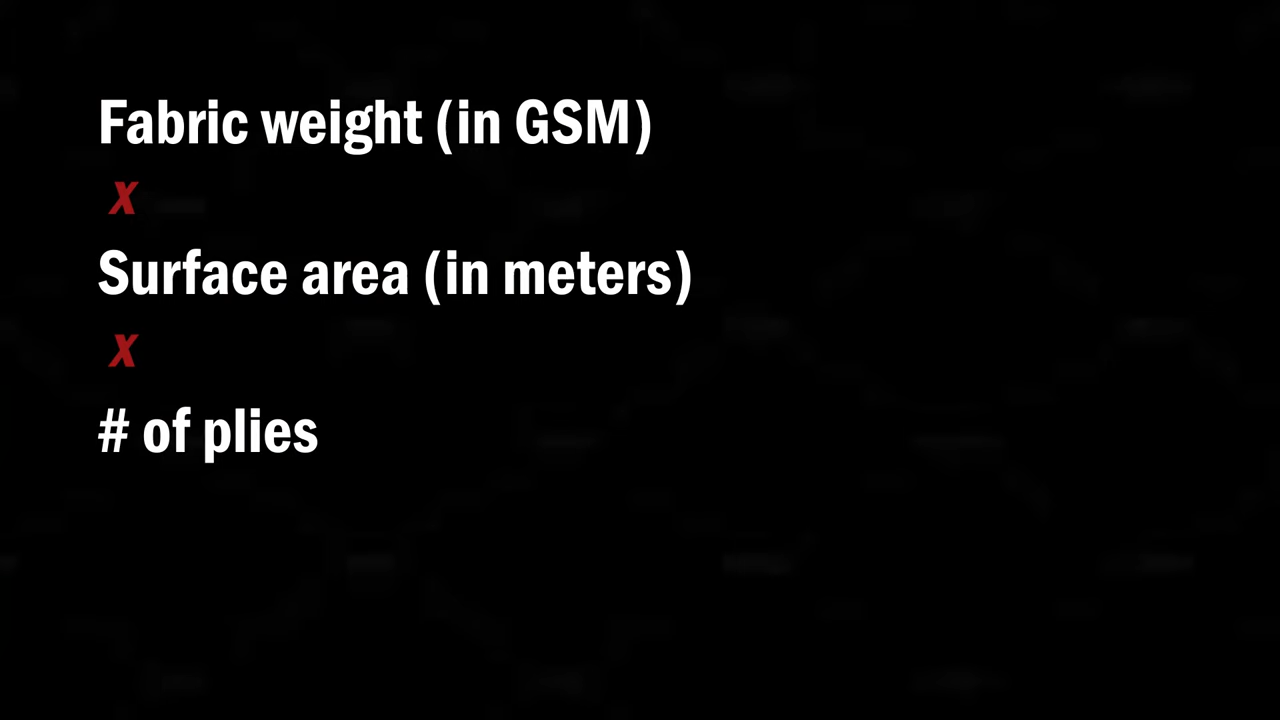 Fabric weight (in GSM)
x
Surface area (in meters)
x
# of plies